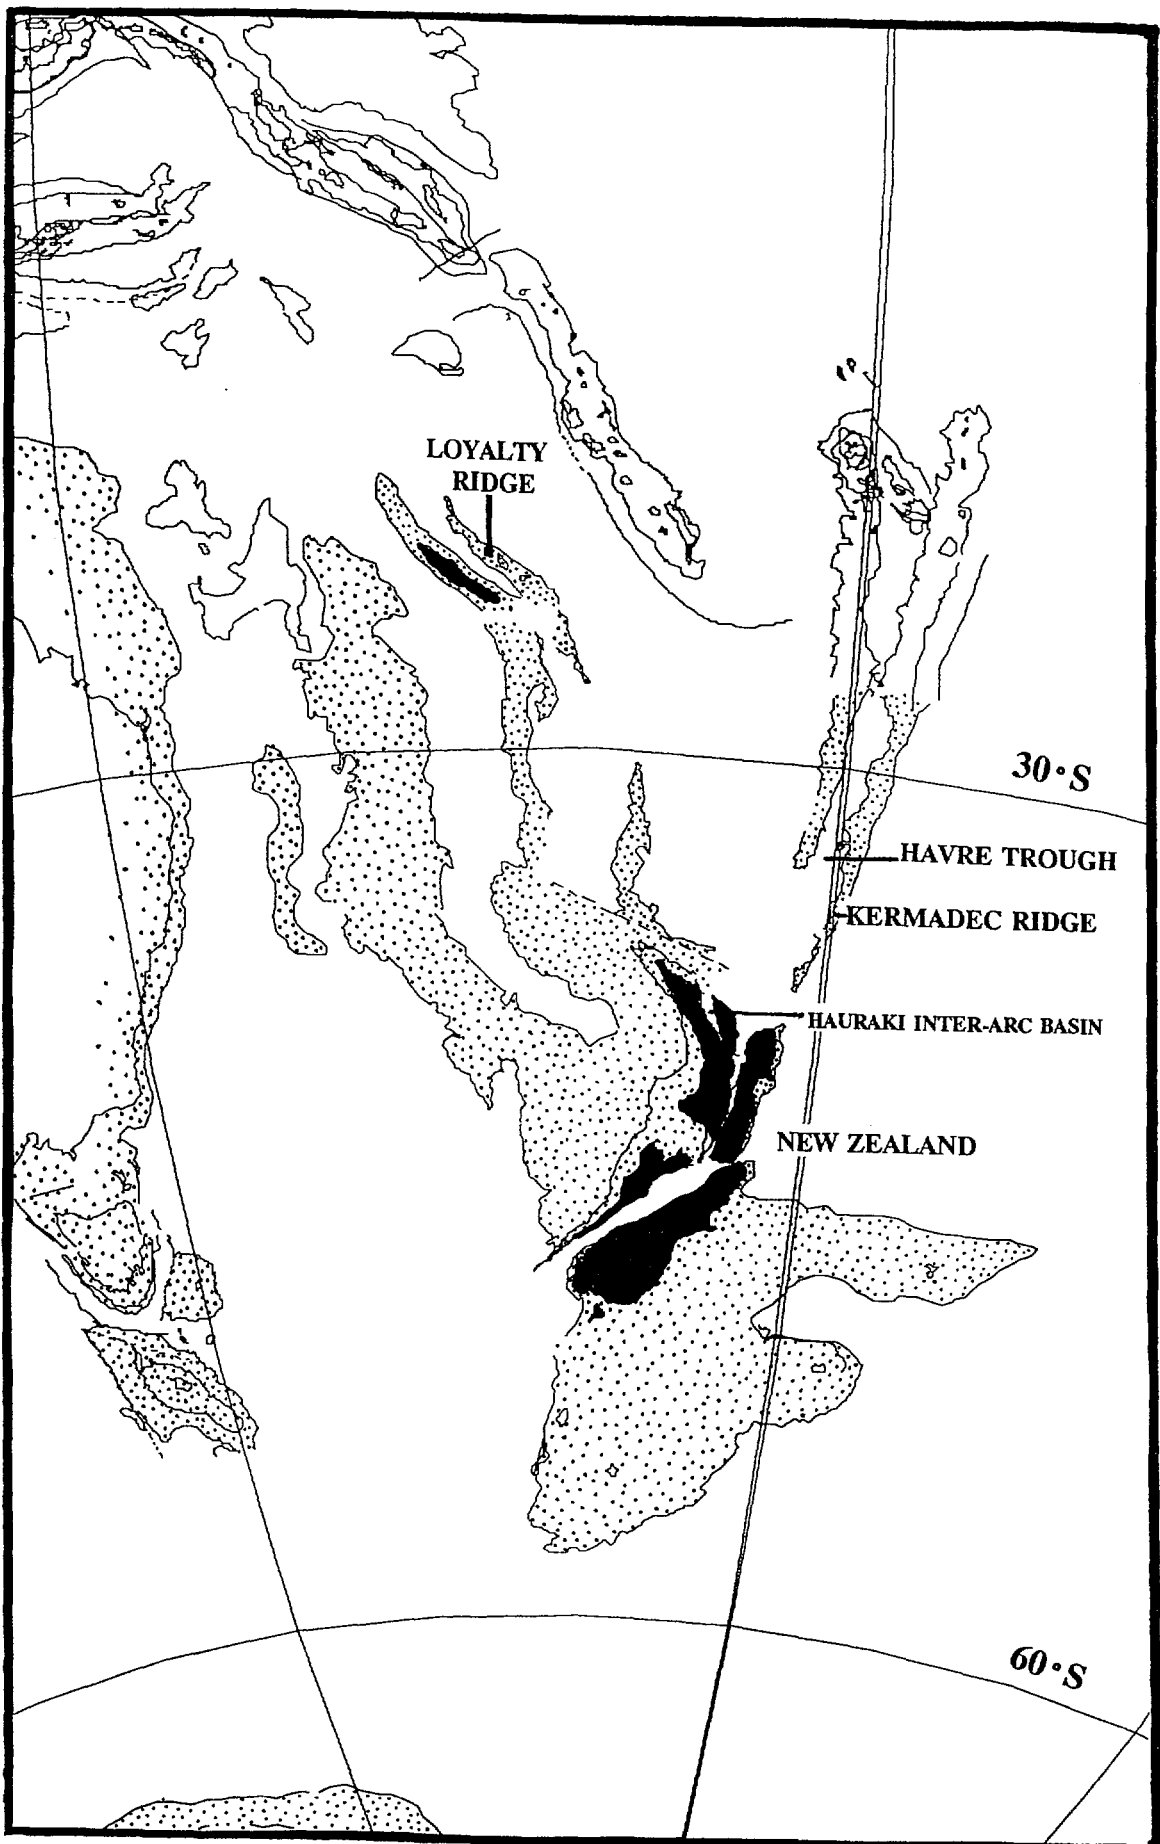 LOYALTY
RIDGE
30°S
HAVRE TROUGH
KERMADEC RIDGE
HAURAKI INTER-ARC BASIN
NEW ZEALAND
60°S